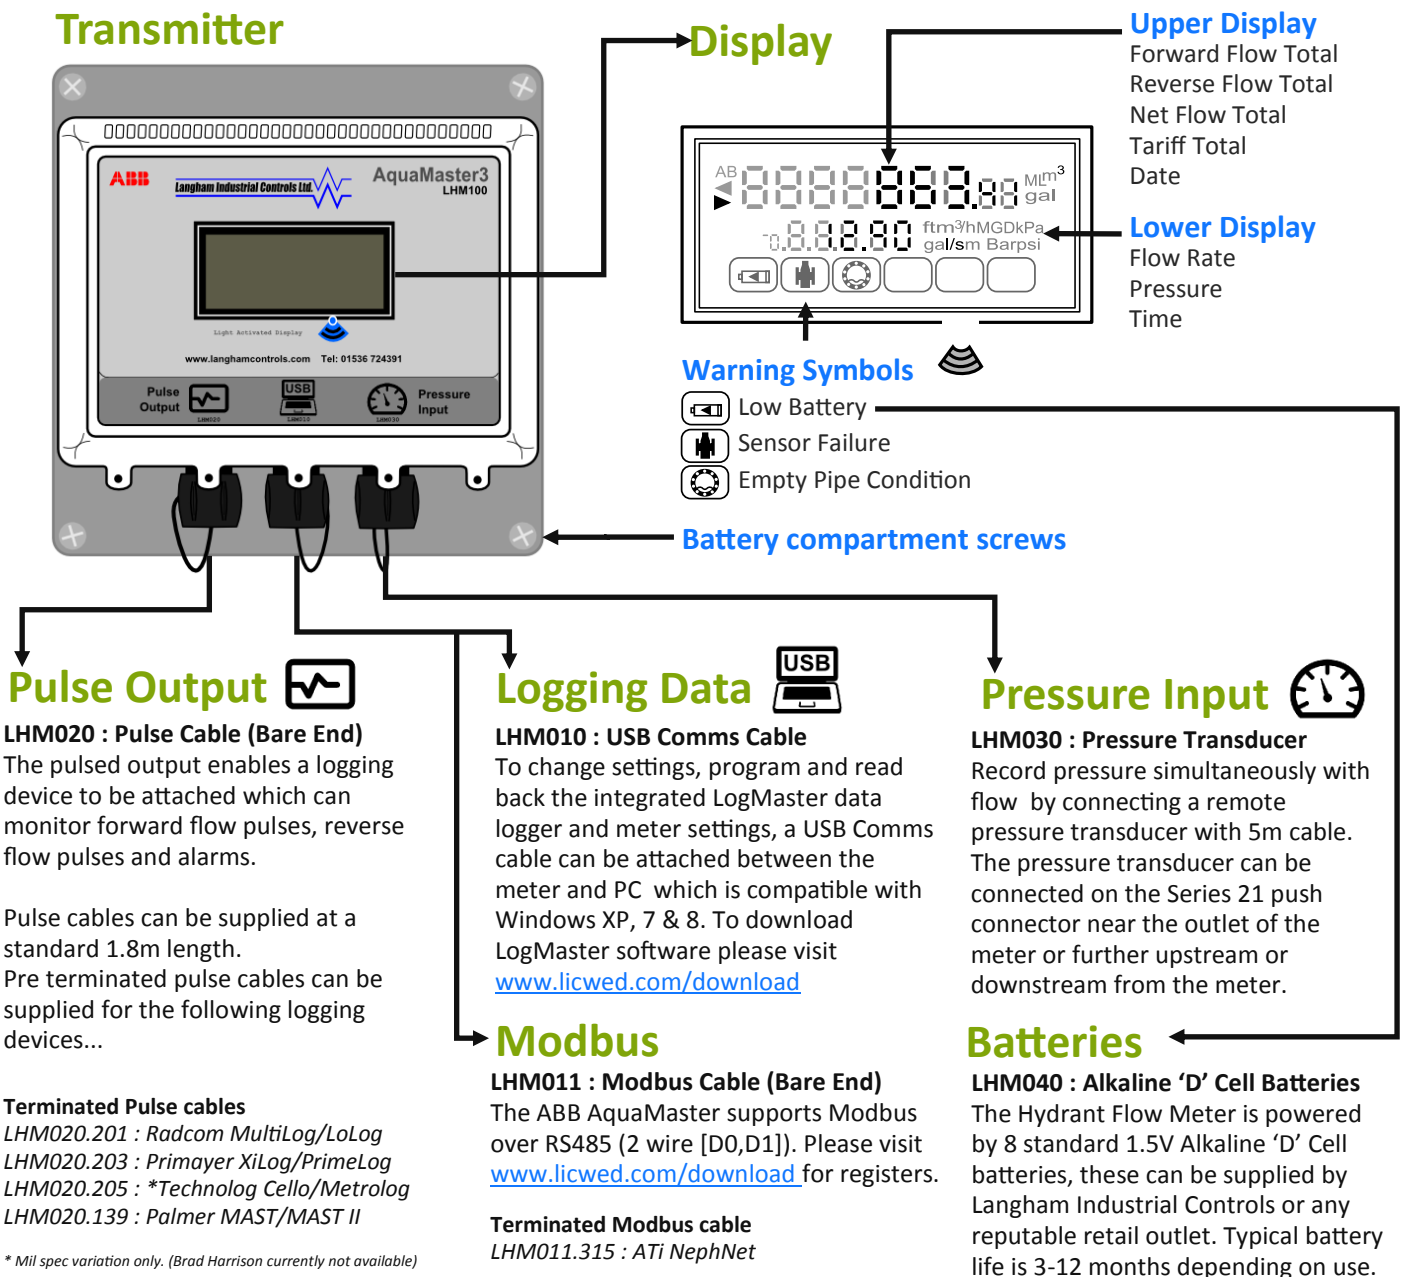 Transmitter
ABB
Langham Industrial Controls Ltd.
AquaMaster3
LHM100
Light Activated Display
www.langhamcontrols.com Tel: 01536 724391
Pulse
Output
LHM020
USB
LHM010
LHM030
Pressure
Input
Display
AB
MLm³
gal
ftm³/hMGDkPa
gal/sm Barpsi
Upper Display
Forward Flow Total
Reverse Flow Total
Net Flow Total
Tariff Total
Date
Lower Display
Flow Rate
Pressure
Time
Warning Symbols
Low Battery
Sensor Failure
Empty Pipe Condition
Battery compartment screws
Pulse Output
LHM020 : Pulse Cable (Bare End)
The pulsed output enables a logging
device to be attached which can
monitor forward flow pulses, reverse
flow pulses and alarms.
Pulse cables can be supplied at a
standard 1.8m length.
Pre terminated pulse cables can be
supplied for the following logging
devices...
Terminated Pulse cables
LHM020.201 : Radcom MultiLog/LoLog
LHM020.203 : Primayer XiLog/PrimeLog
LHM020.205 : *Technolog Cello/Metrolog
LHM020.139 : Palmer MAST/MAST II
* Mil spec variation only. (Brad Harrison currently not available)
Logging Data
USB
LHM010 : USB Comms Cable
To change settings, program and read
back the integrated LogMaster data
logger and meter settings, a USB Comms
cable can be attached between the
meter and PC which is compatible with
Windows XP, 7 & 8. To download
LogMaster software please visit
www.licwed.com/download
Modbus
LHM011 : Modbus Cable (Bare End)
The ABB AquaMaster supports Modbus
over RS485 (2 wire [D0,D1]). Please visit
www.licwed.com/download for registers.
Terminated Modbus cable
LHM011.315 : ATi NephNet
Pressure Input
LHM030 : Pressure Transducer
Record pressure simultaneously with
flow by connecting a remote
pressure transducer with 5m cable.
The pressure transducer can be
connected on the Series 21 push
connector near the outlet of the
meter or further upstream or
downstream from the meter.
Batteries
LHM040 : Alkaline ‘D’ Cell Batteries
The Hydrant Flow Meter is powered
by 8 standard 1.5V Alkaline ‘D’ Cell
batteries, these can be supplied by
Langham Industrial Controls or any
reputable retail outlet. Typical battery
life is 3-12 months depending on use.